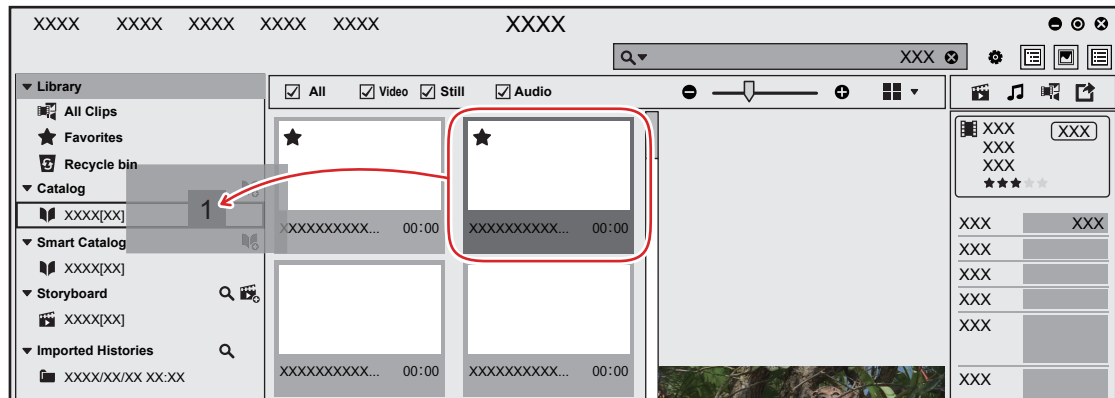 XXXX XXXX XXXX XXXX XXXX XXXX
XXX
Library
All Clips
Favorites
Recycle bin
Catalog
XXXX[XX]
1
Smart Catalog
XXXX[XX]
Storyboard
XXXX[XX]
Imported Histories
XXXX/XX/XX XX:XX
All Video Still Audio
XXXXXXXXXX... 00:00 XXXXXXXXXX... 00:00
XXXXXXXXXX... 00:00 XXXXXXXXXX... 00:00
XXX XXX
XXX
XXX
XXX XXX
XXX
XXX
XXX
XXX
XXX